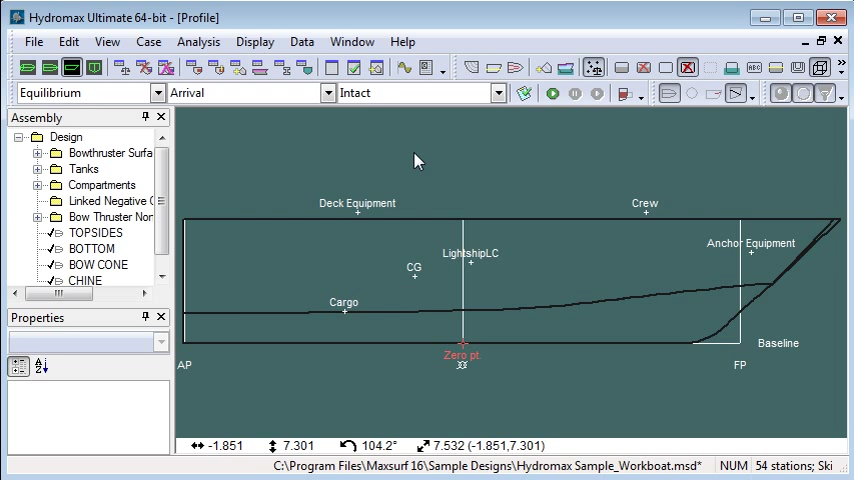 Hydromax Ultimate 64-bit - [Profile]
File Edit View Case Analysis Display Data Window Help
ABC
Equilibrium Arrival Intact
Assembly
Design
Bowthruster Surfa
Tanks
Compartments
Linked Negative C
Bow Thruster Non
TOPSIDES
BOTTOM
BOW CONE
CHINE
Properties
Deck Equipment Crew
LightshipLC Anchor Equipment
CG
Cargo
Baseline
Zero pt.
AP FP
-1.851 7.301 104.2° 7.532 (-1.851,7.301)
C:\Program Files\Maxsurf 16\Sample Designs\Hydromax Sample_Workboat.msd* NUM 54 stations; Ski